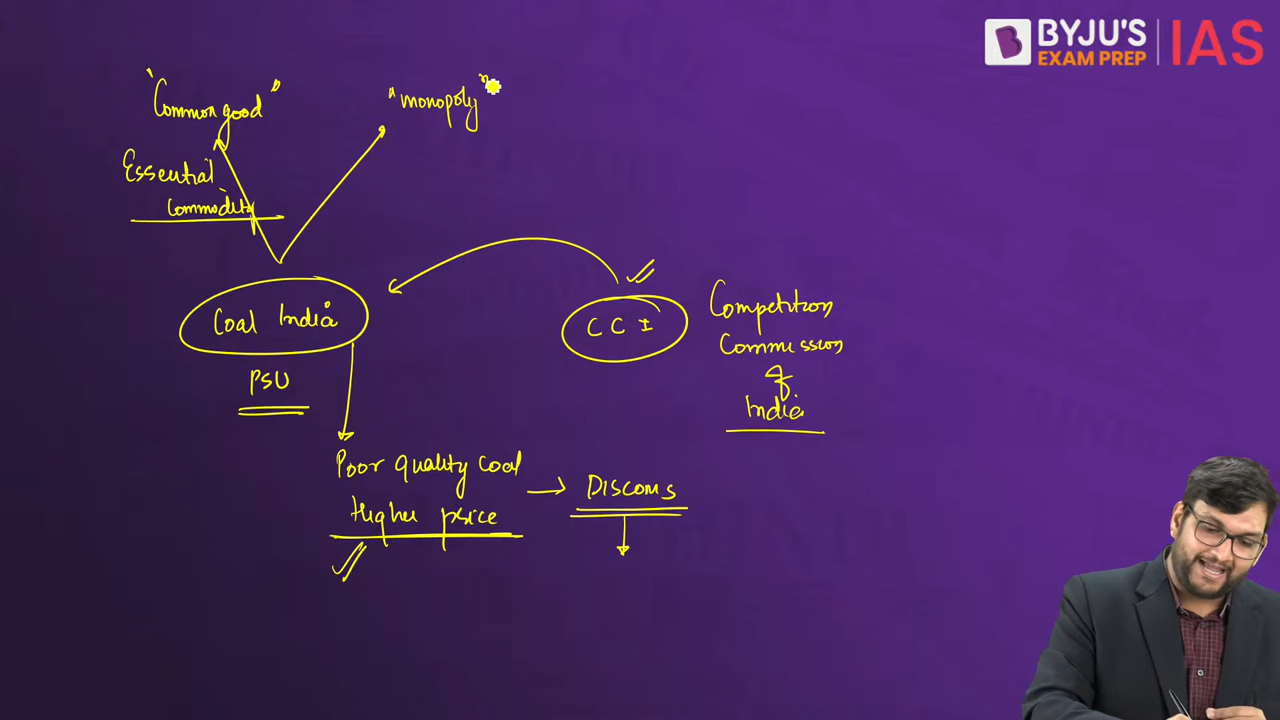 BYJU'S
EXAM PREP
IAS
"Common good"
"monopoly"
Essential
Commodity
Coal India
PSU
CCI
Competition
Commission
of
India
Poor quality coal
Higher price
DISCOMs